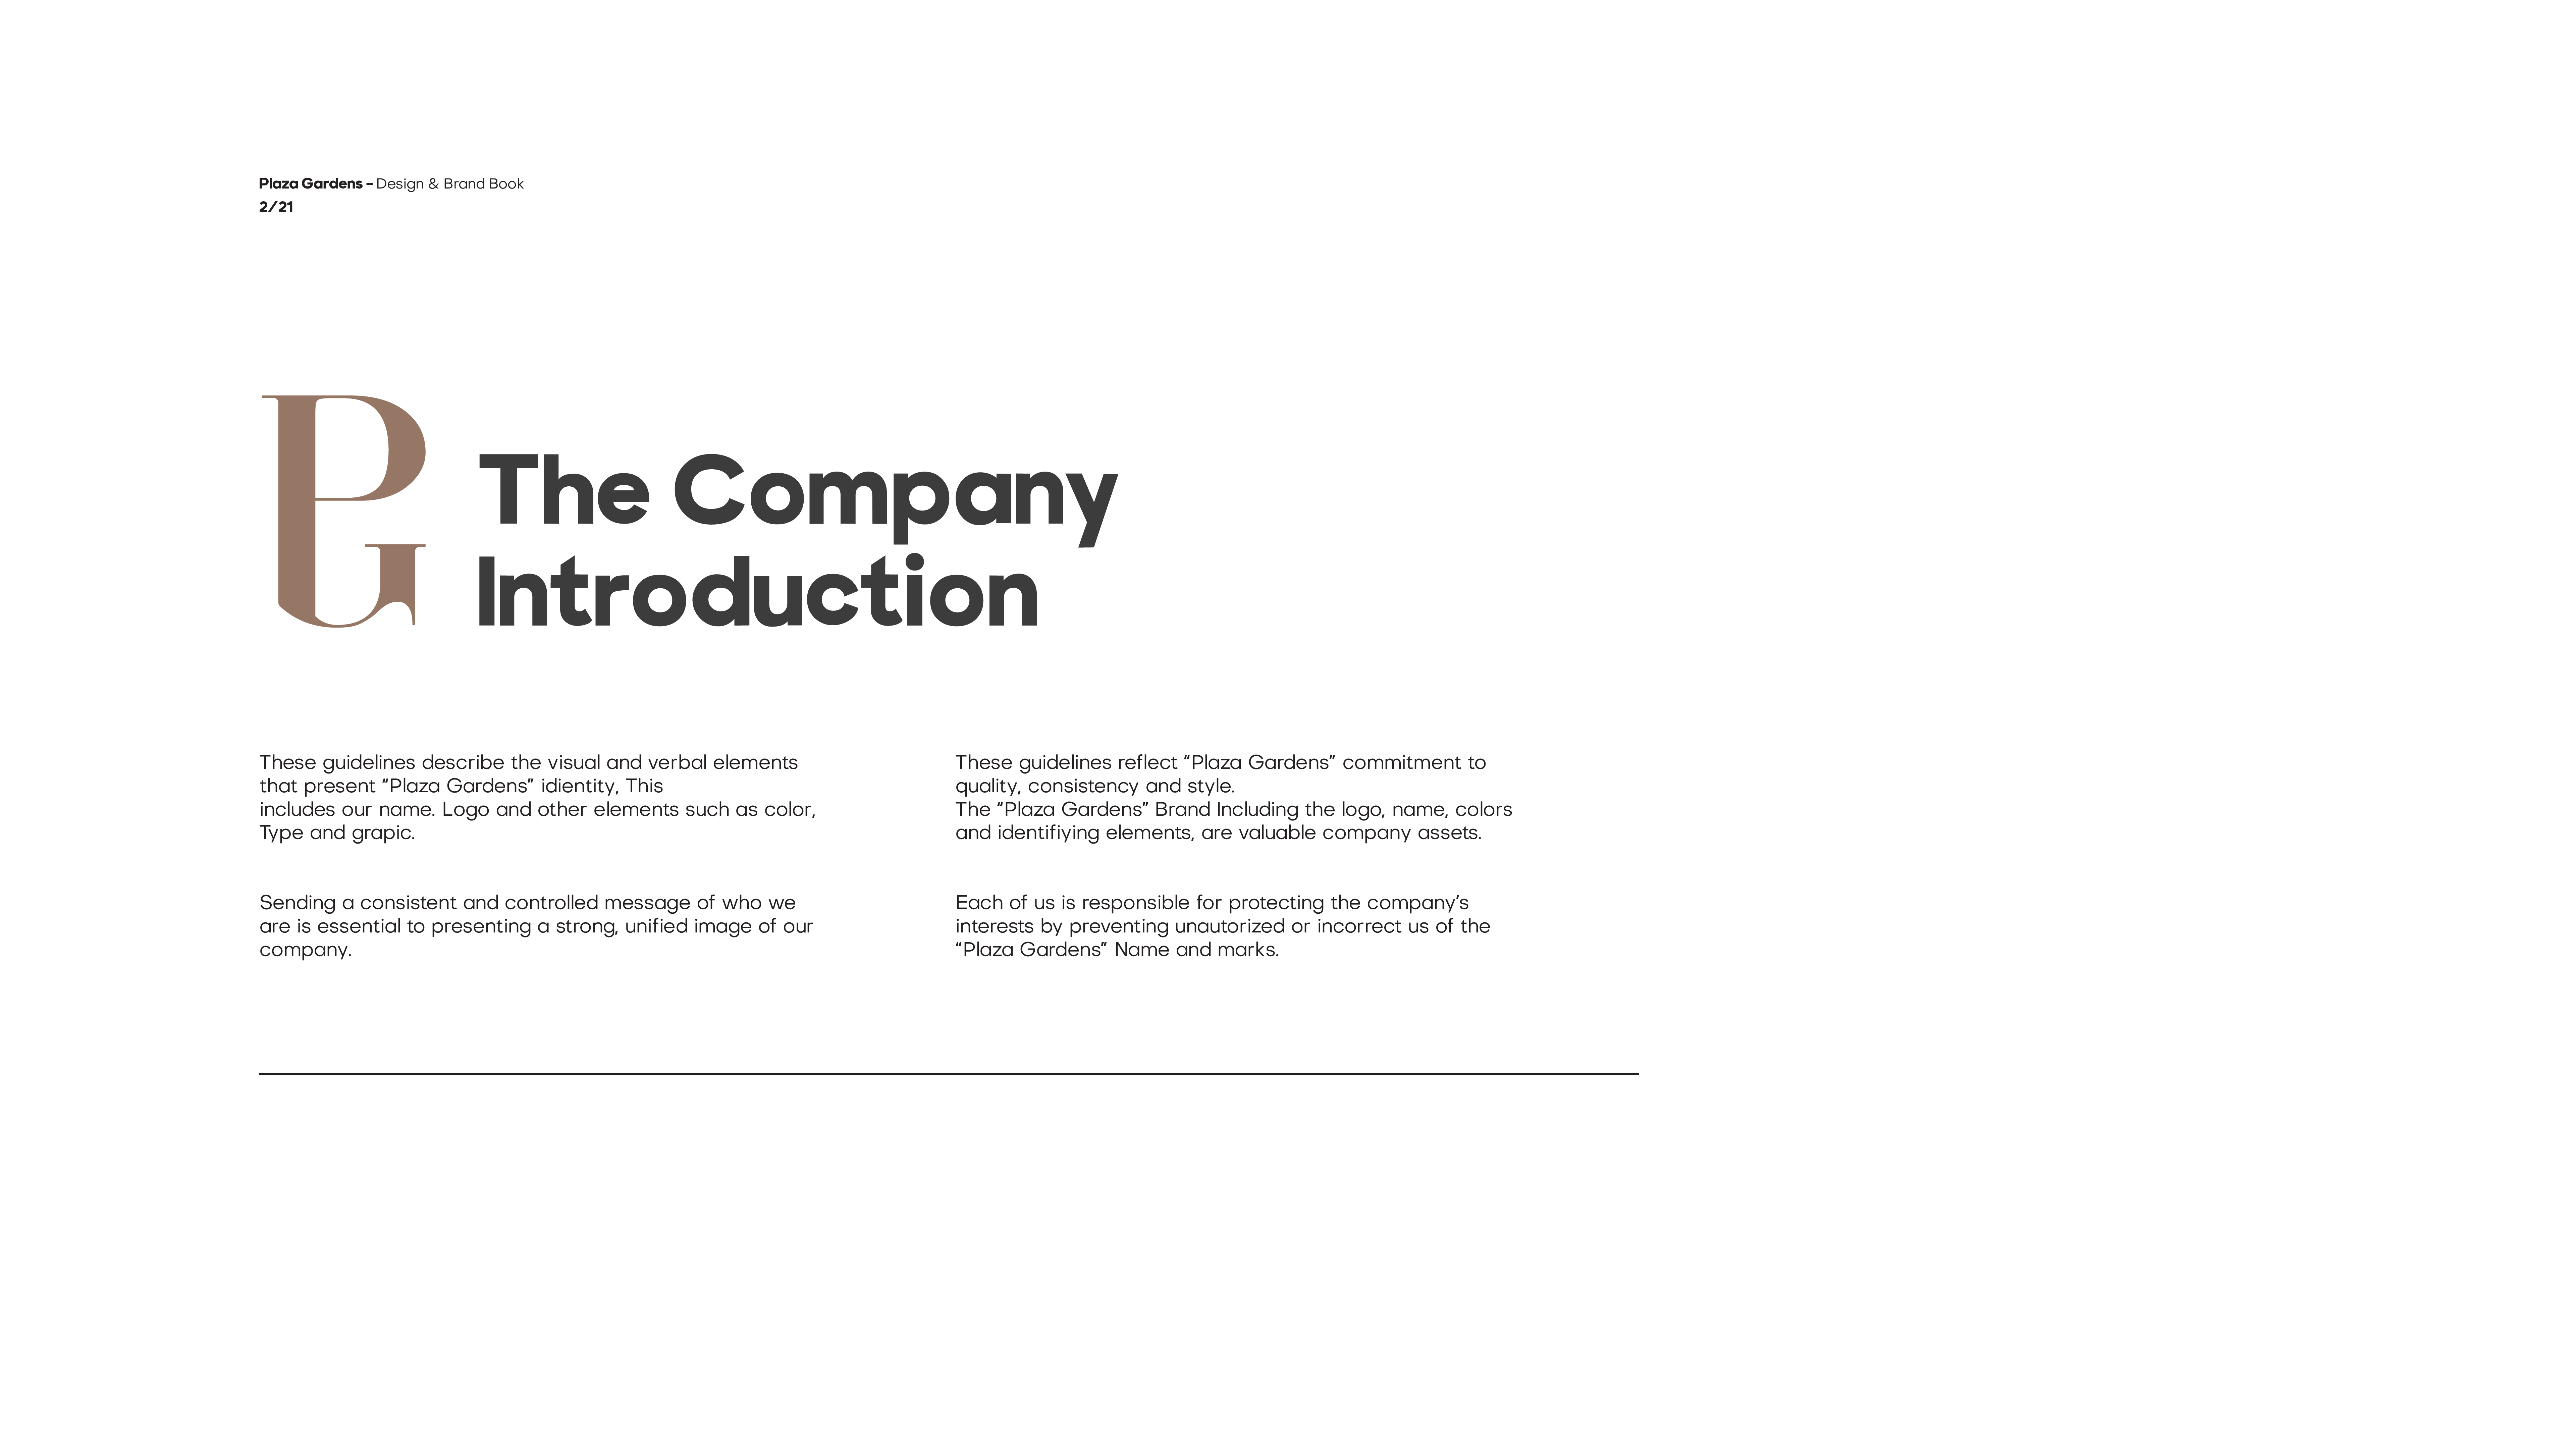 Plaza Gardens - Design & Brand Book
2/21
PG
The Company
Introduction
These guidelines describe the visual and verbal elements
that present “Plaza Gardens” idientity, This
includes our name. Logo and other elements such as color,
Type and grapic.
Sending a consistent and controlled message of who we
are is essential to presenting a strong, unified image of our
company.
These guidelines reflect “Plaza Gardens” commitment to
quality, consistency and style.
The “Plaza Gardens” Brand Including the logo, name, colors
and identifiying elements, are valuable company assets.
Each of us is responsible for protecting the company’s
interests by preventing unautorized or incorrect us of the
“Plaza Gardens” Name and marks.